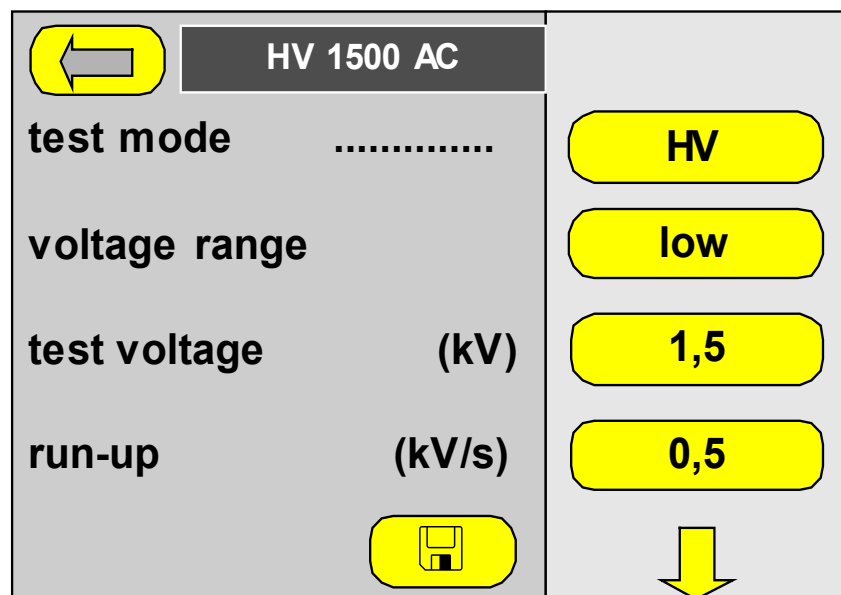 HV 1500 AC
test mode .............. HV
voltage range low
test voltage (kV) 1,5
run-up (kV/s) 0,5